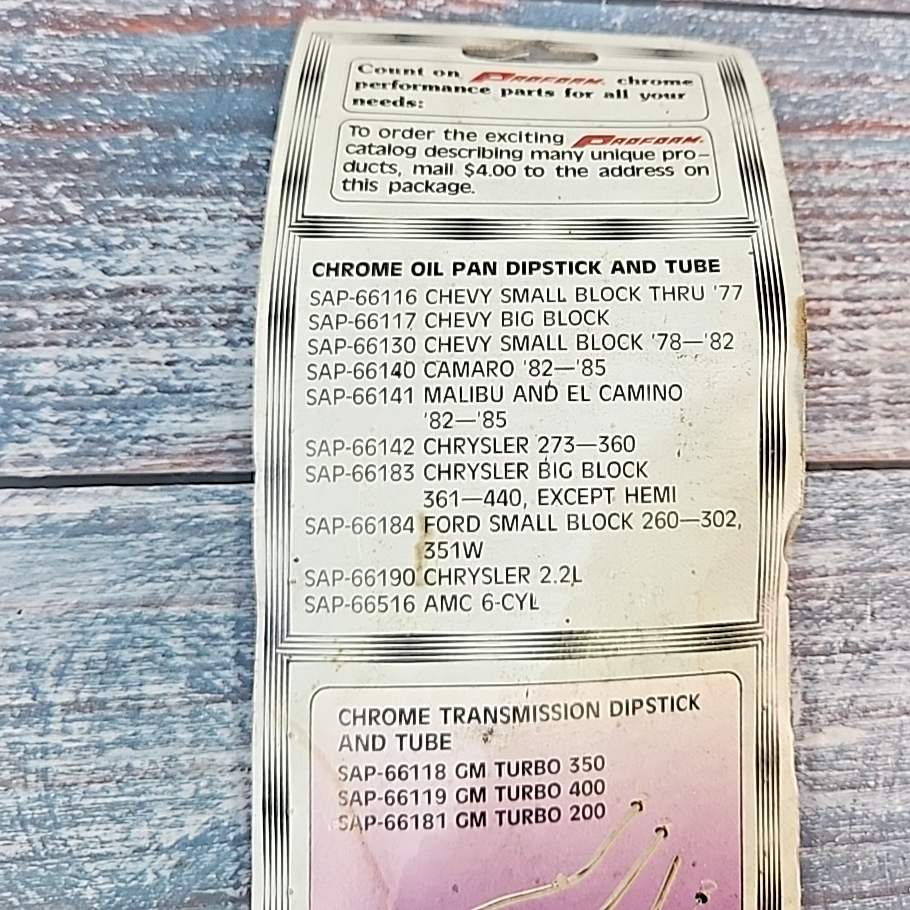 Count on PROFORM. chrome
performance parts for all your
needs:
To order the exciting PROFORM.
catalog describing many unique pro-
ducts, mail $4.00 to the address on
this package.
CHROME OIL PAN DIPSTICK AND TUBE
SAP-66116 CHEVY SMALL BLOCK THRU '77
SAP-66117 CHEVY BIG BLOCK
SAP-66130 CHEVY SMALL BLOCK '78—'82
SAP-66140 CAMARO '82—'85
SAP-66141 MALIBU AND EL CAMINO
'82—'85
SAP-66142 CHRYSLER 273—360
SAP-66183 CHRYSLER BIG BLOCK
361—440, EXCEPT HEMI
SAP-66184 FORD SMALL BLOCK 260—302,
351W
SAP-66190 CHRYSLER 2.2L
SAP-66516 AMC 6-CYL
CHROME TRANSMISSION DIPSTICK
AND TUBE
SAP-66118 GM TURBO 350
SAP-66119 GM TURBO 400
SAP-66181 GM TURBO 200